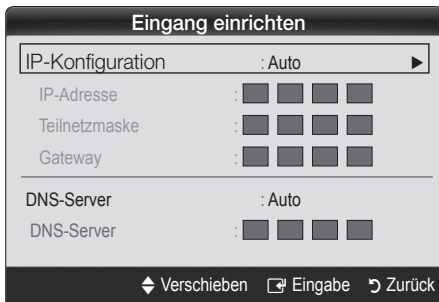 Eingang einrichten
IP-Konfiguration : Auto ►
IP-Adresse :
Teilnetzmaske :
Gateway :
DNS-Server : Auto
DNS-Server :
Verschieben Eingabe Zurück